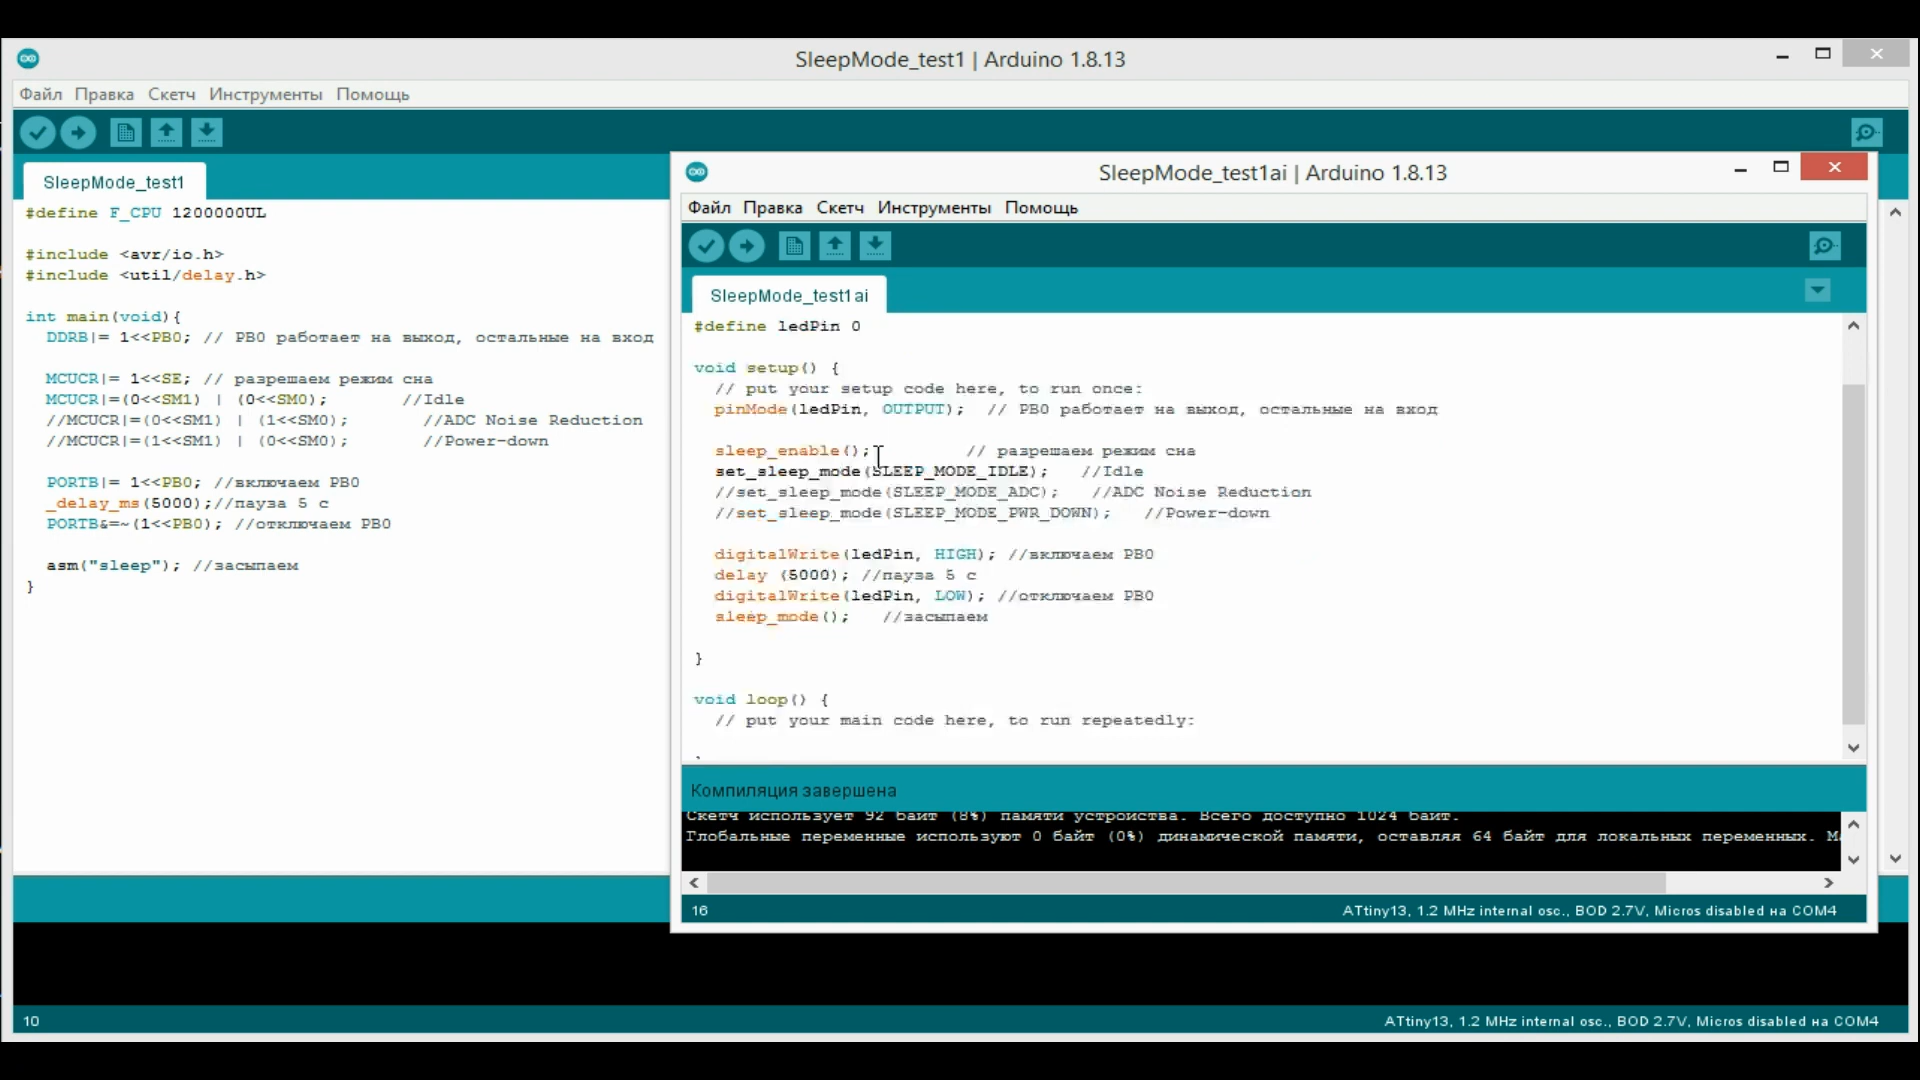 SleepMode_test1 | Arduino 1.8.13
Файл Правка Скетч Инструменты Помощь
SleepMode_test1
#define F_CPU 1200000UL
#include <avr/io.h>
#include <util/delay.h>
int main(void){
DDRB|= 1<<PB0; // PB0 работает на выход, остальные на вход
MCUCR|= 1<<SE; // разрешаем режим сна
MCUCR|=(0<<SM1) | (0<<SM0); //Idle
//MCUCR|=(0<<SM1) | (1<<SM0); //ADC Noise Reduction
//MCUCR|=(1<<SM1) | (0<<SM0); //Power-down
PORTB|= 1<<PB0; //включаем PB0
_delay_ms(5000);//пауза 5 с
PORTB&=~(1<<PB0); //отключаем PB0
asm("sleep"); //засыпаем
}
10
ATtiny13, 1.2 MHz internal osc., BOD 2.7V, Micros disabled на COM4
SleepMode_test1ai | Arduino 1.8.13
Файл Правка Скетч Инструменты Помощь
SleepMode_test1ai
#define ledPin 0
void setup() {
// put your setup code here, to run once:
pinMode(ledPin, OUTPUT); // PB0 работает на выход, остальные на вход
sleep_enable(); // разрешаем режим сна
set_sleep_mode(SLEEP_MODE_IDLE); //Idle
//set_sleep_mode(SLEEP_MODE_ADC); //ADC Noise Reduction
//set_sleep_mode(SLEEP_MODE_PWR_DOWN); //Power-down
digitalWrite(ledPin, HIGH); //включаем PB0
delay (5000); //пауза 5 с
digitalWrite(ledPin, LOW); //отключаем PB0
sleep_mode(); //засыпаем
}
void loop() {
// put your main code here, to run repeatedly:
Компиляция завершена
Скетч использует 92 байт (8%) памяти устройства. Всего доступно 1024 байт.
Глобальные переменные используют 0 байт (0%) динамической памяти, оставляя 64 байт для локальных переменных.
16
ATtiny13, 1.2 MHz internal osc., BOD 2.7V, Micros disabled на COM4